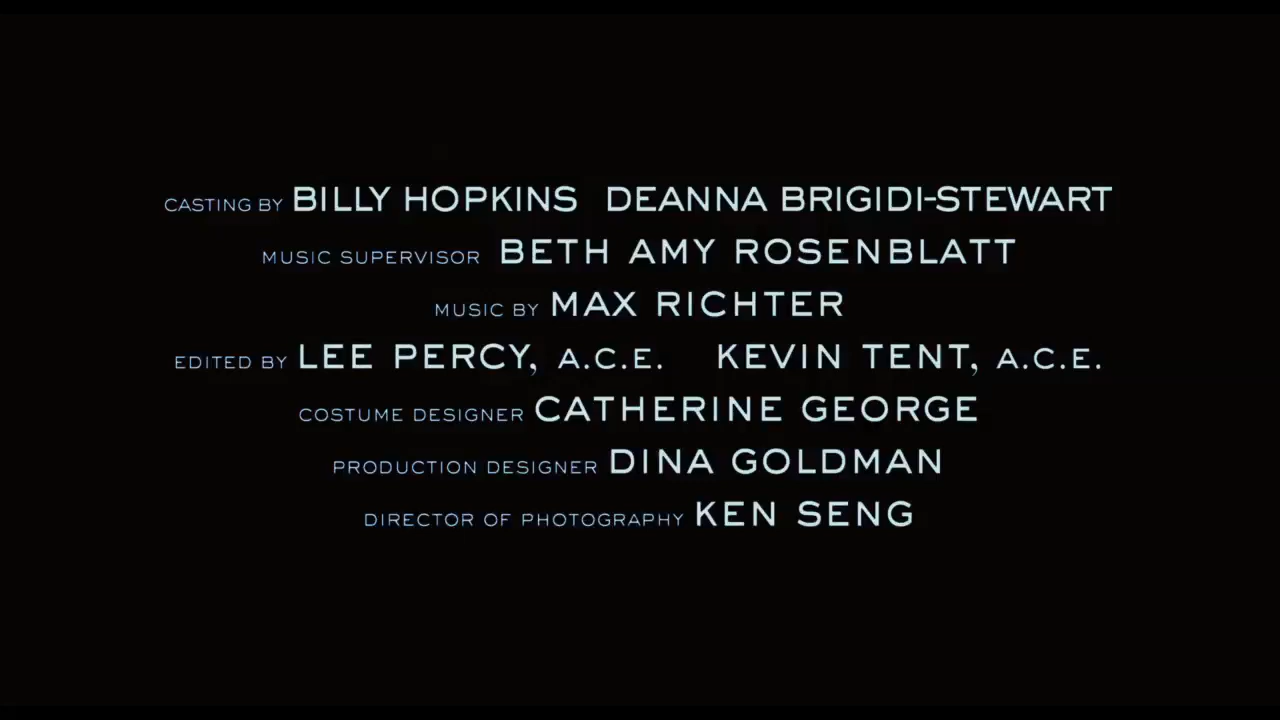 CASTING BY BILLY HOPKINS DEANNA BRIGIDI-STEWART
MUSIC SUPERVISOR BETH AMY ROSENBLATT
MUSIC BY MAX RICHTER
EDITED BY LEE PERCY, A.C.E. KEVIN TENT, A.C.E.
COSTUME DESIGNER CATHERINE GEORGE
PRODUCTION DESIGNER DINA GOLDMAN
DIRECTOR OF PHOTOGRAPHY KEN SENG